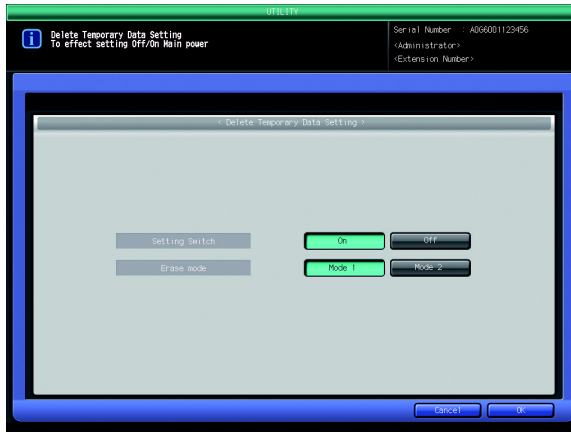 UTILITY
Delete Temporary Data Setting
To effect setting Off/On Main power
Serial Number : A0G6001123456
<Administrator>
<Extension Number>
< Delete Temporary Data Setting >
Setting Switch On Off
Erase mode Mode 1 Mode 2
Cancel OK